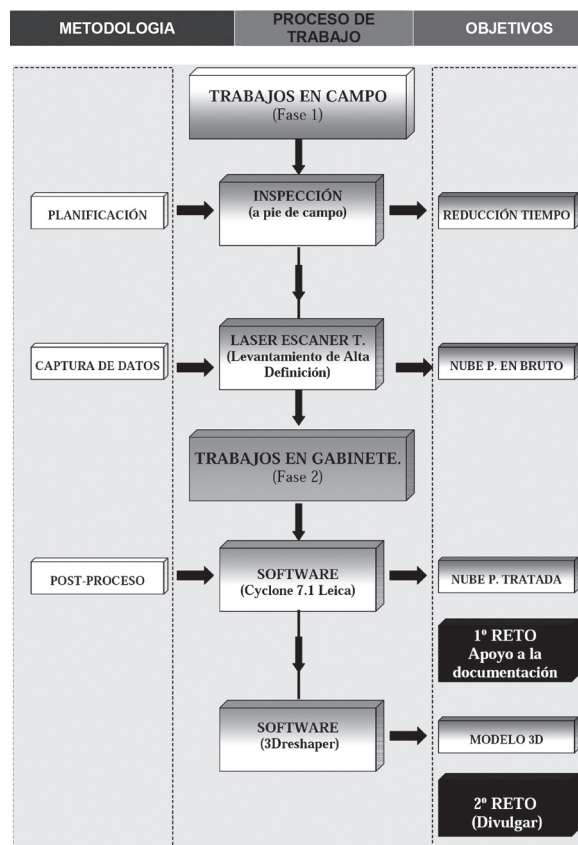 METODOLOGIA
PROCESO DE
TRABAJO
OBJETIVOS
TRABAJOS EN CAMPO
(Fase 1)
PLANIFICACIÓN
INSPECCIÓN
(a pie de campo)
REDUCCIÓN TIEMPO
CAPTURA DE DATOS
LASER ESCANER T.
(Levantamiento de Alta
Definición)
NUBE P. EN BRUTO
TRABAJOS EN GABINETE.
(Fase 2)
POST-PROCESO
SOFTWARE
(Cyclone 7.1 Leica)
NUBE P. TRATADA
1º RETO
Apoyo a la
documentación
SOFTWARE
(3Dreshaper)
MODELO 3D
2º RETO
(Divulgar)